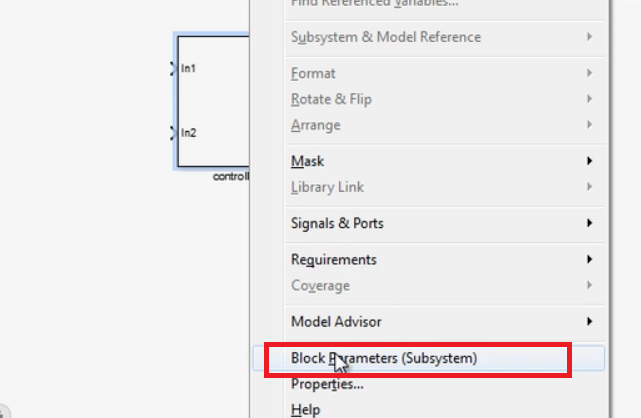 Find Referenced Variables...
Subsystem & Model Reference
In1
Format
Rotate & Flip
Arrange
In2
Mask
controll
Library Link
Signals & Ports
Requirements
Coverage
Model Advisor
Block Parameters (Subsystem)
Properties...
Help